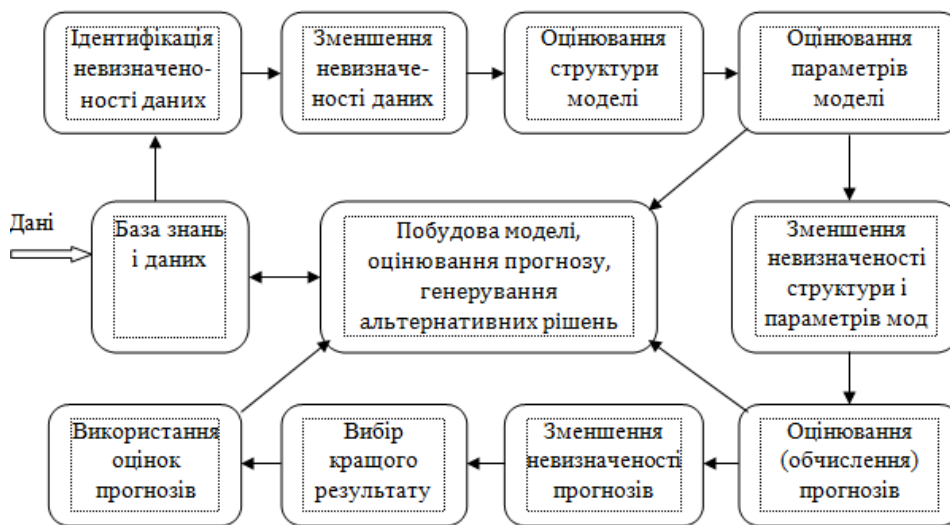 Ідентифікація
невизначено-
ності даних
Зменшення
невизначе-
ності даних
Оцінювання
структури
моделі
Оцінювання
параметрів
моделі
Дані
База знань
і даних
Побудова моделі,
оцінювання прогнозу,
генерування
альтернативних рішень
Зменшення
невизначеності
структури і
параметрів мод
Використання
оцінок
прогнозів
Вибір
кращого
результату
Зменшення
невизначеності
прогнозів
Оцінювання
(обчислення)
прогнозів